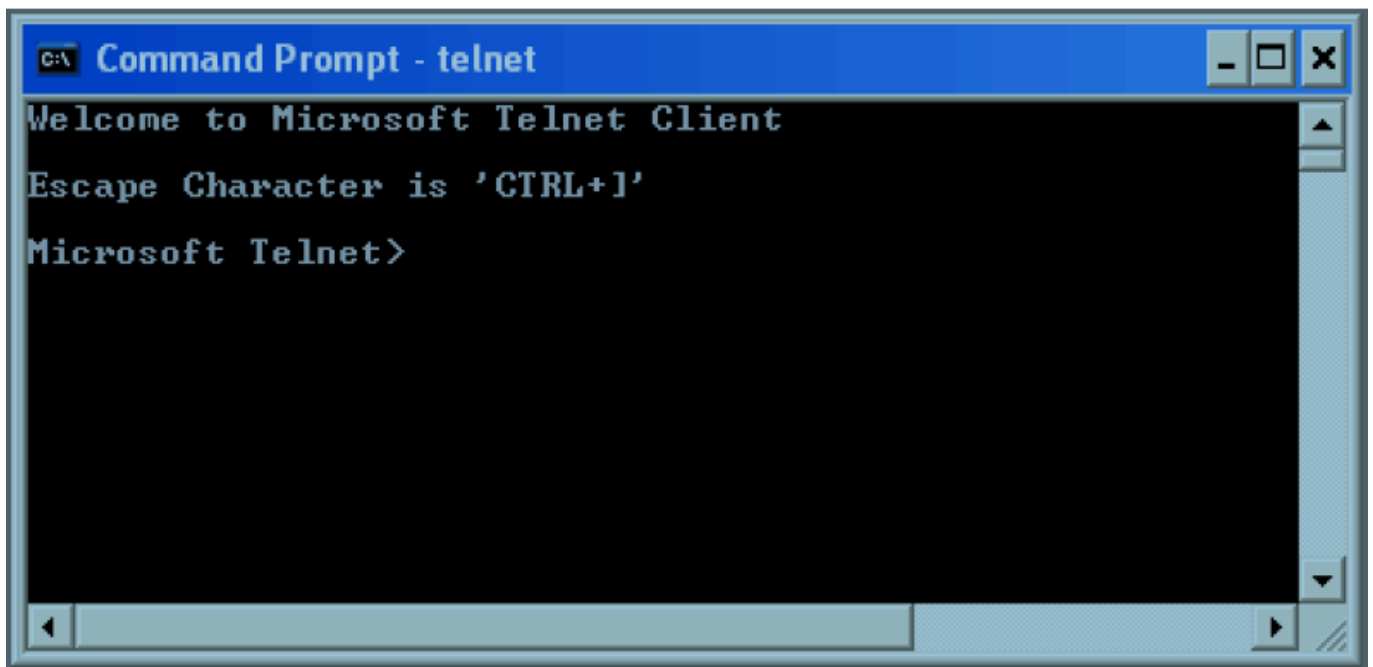 C:\ Command Prompt - telnet
Welcome to Microsoft Telnet Client
Escape Character is 'CTRL+]'
Microsoft Telnet>